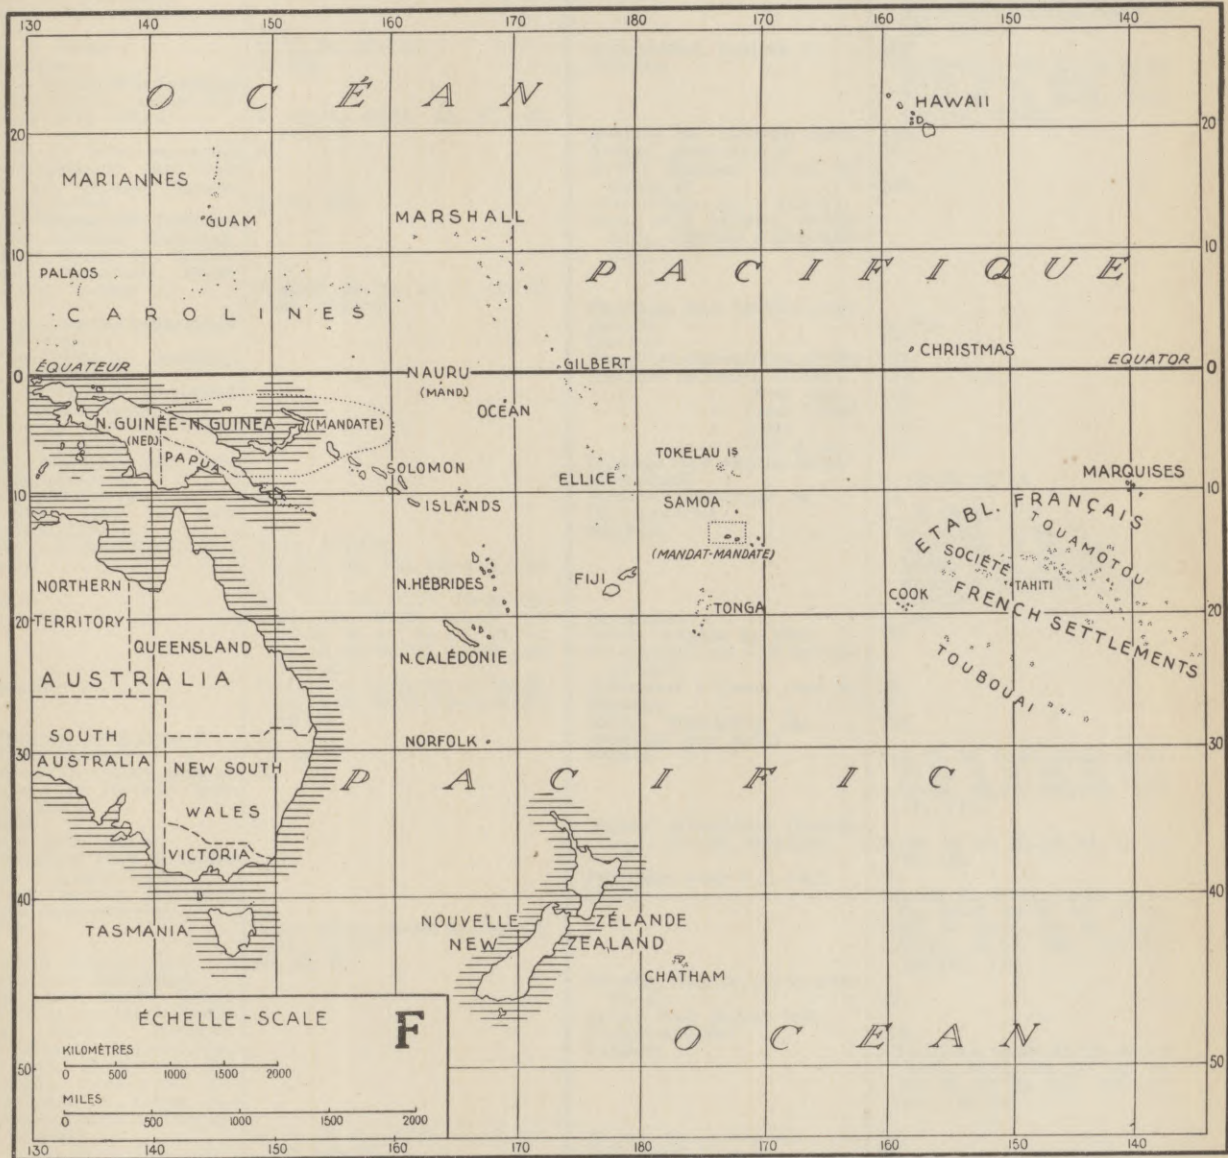 130 140 150 160 170 180 170 160 150 140
OCÉAN
HAWAII
20 20
MARIANNES
GUAM
MARSHALL
10 10
PALAOS
PACIFIQUE
CAROLINES
CHRISTMAS
ÉQUATEUR
GILBERT
EQUATOR
0 0
NAURU
(MAND)
OCÉAN
N. GUINÉE-N. GUINEA (MANDATE)
(NED)
PAPUA
SOLOMON
ISLANDS
TOKELAU IS
ELLICE
MARQUISES
10 10
SAMOA
(MANDAT-MANDATE)
ETABL. FRANÇAIS
TOUAMOTOU
SOCIÉTÉ
TAHITI
NORTHERN
TERRITORY
N. HÉBRIDES
FIJI
TONGA
COOK
FRENCH SETTLEMENTS
20 20
QUEENSLAND
N. CALÉDONIE
TOUBOUAI
AUSTRALIA
SOUTH
AUSTRALIA
NORFOLK
30 30
NEW SOUTH
WALES
PACIFIC
VICTORIA
40 40
TASMANIA
NOUVELLE ZÉLANDE
NEW ZEALAND
CHATHAM
ÉCHELLE - SCALE F
OCEAN
KILOMÈTRES
0 500 1000 1500 2000
50 50
MILES
0 500 1000 1500 2000
130 140 150 160 170 180 170 160 150 140